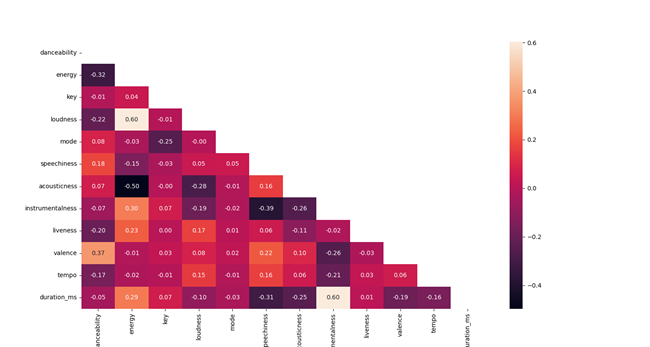 danceability
energy -0.32
key -0.01 0.04
loudness -0.22 0.60 -0.01
mode 0.08 -0.03 -0.25 -0.00
speechiness 0.18 -0.15 -0.03 0.05 0.05
acousticness 0.07 -0.50 -0.00 -0.28 -0.01 0.16
instrumentalness -0.07 0.30 0.07 -0.19 -0.02 -0.39 -0.26
liveness -0.20 0.23 0.00 0.17 0.01 0.06 -0.11 -0.02
valence 0.37 -0.01 0.03 0.08 0.02 0.22 0.10 -0.26 -0.03
tempo -0.17 -0.02 -0.01 0.15 -0.01 0.16 0.06 -0.21 0.03 0.06
duration_ms -0.05 0.29 0.07 -0.10 -0.03 -0.31 -0.25 0.60 0.01 -0.19 -0.16
anceability
energy
key
loudness
mode
peechiness
ousticness
mentalness
liveness
valence
tempo
uration_ms
0.6
0.4
0.2
0.0
-0.2
-0.4